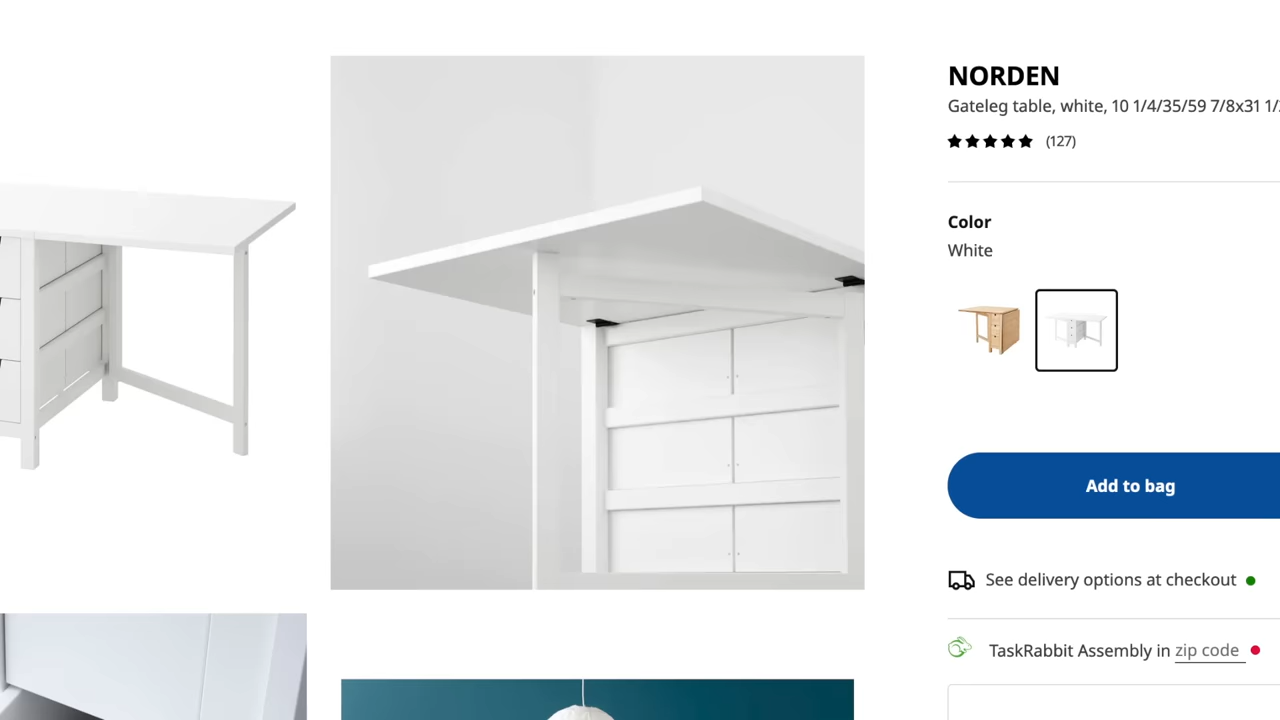 NORDEN
Gateleg table, white, 10 1/4/35/59 7/8x31 1/
(127)
Color
White
Add to bag
See delivery options at checkout
TaskRabbit Assembly in zip code